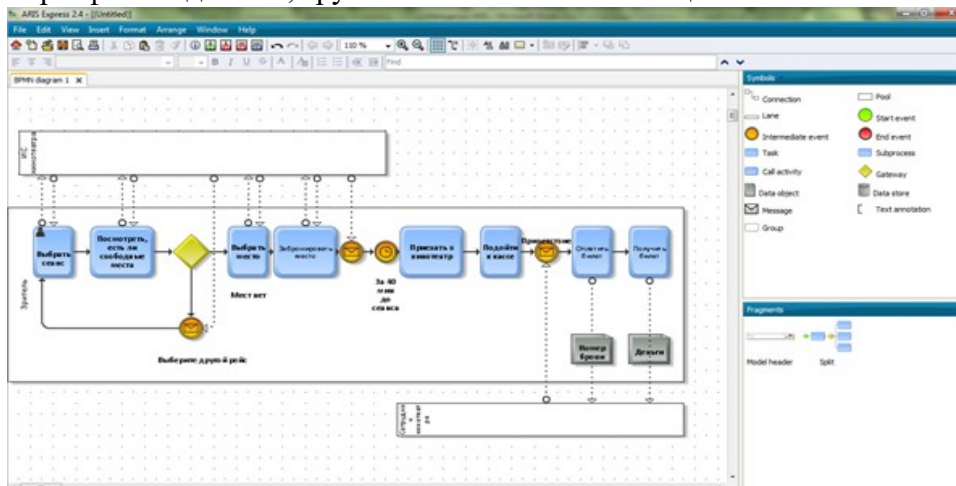 ARIS Express 2.4 - [(Untitled)]
File Edit View Insert Format Arrange Window Help
110 %
B I U
Find
BPMN diagram 1
Symbols
Connection
Pool
Lane
Start event
Intermediate event
End event
Task
Subprocess
Call activity
Gateway
Data object
Data store
Message
Text annotation
Group
Fragments
Model header
Split
ИС
кинотеатра
Зритель
Выбрать
сеанс
Посмотреть,
есть ли
свободные
места
Выбрать
место
Забронировать
место
За 40
мин
до
сеанса
Приехать в
кинотеатр
Подойти
к кассе
Приветствие
Оплатить
билет
Получить
билет
Мест нет
Выберите другой рейс
Номер
брони
Деньги